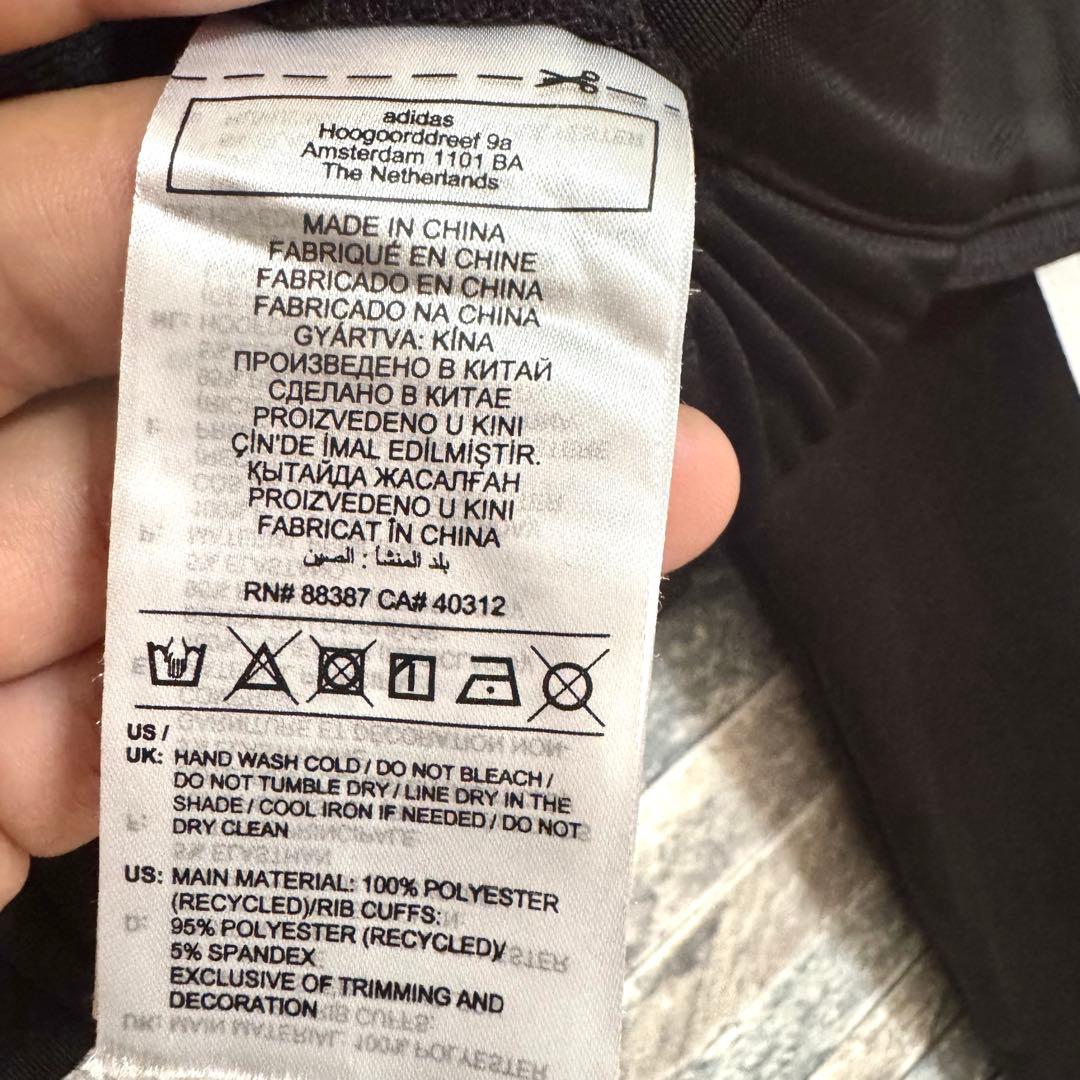 adidas
Hoogoorddreef 9a
Amsterdam 1101 BA
The Netherlands
MADE IN CHINA
FABRIQUÉ EN CHINE
FABRICADO EN CHINA
FABRICADO NA CHINA
GYÁRTVA: KÍNA
ПРОИЗВЕДЕНО В КИТАЙ
СДЕЛАНО В КИТАЕ
PROIZVEDENO U KINI
ÇİN'DE İMAL EDİLMİŞTİR.
ҚЫТАЙДА ЖАСАЛҒАН
PROIZVEDENO U KINI
FABRICAT ÎN CHINA
بلد المنشأ : الصين
RN# 88387 CA# 40312
US /
UK: HAND WASH COLD / DO NOT BLEACH /
DO NOT TUMBLE DRY / LINE DRY IN THE
SHADE / COOL IRON IF NEEDED / DO NOT
DRY CLEAN
US: MAIN MATERIAL: 100% POLYESTER
(RECYCLED)/RIB CUFFS:
95% POLYESTER (RECYCLED)/
5% SPANDEX
EXCLUSIVE OF TRIMMING AND
DECORATION